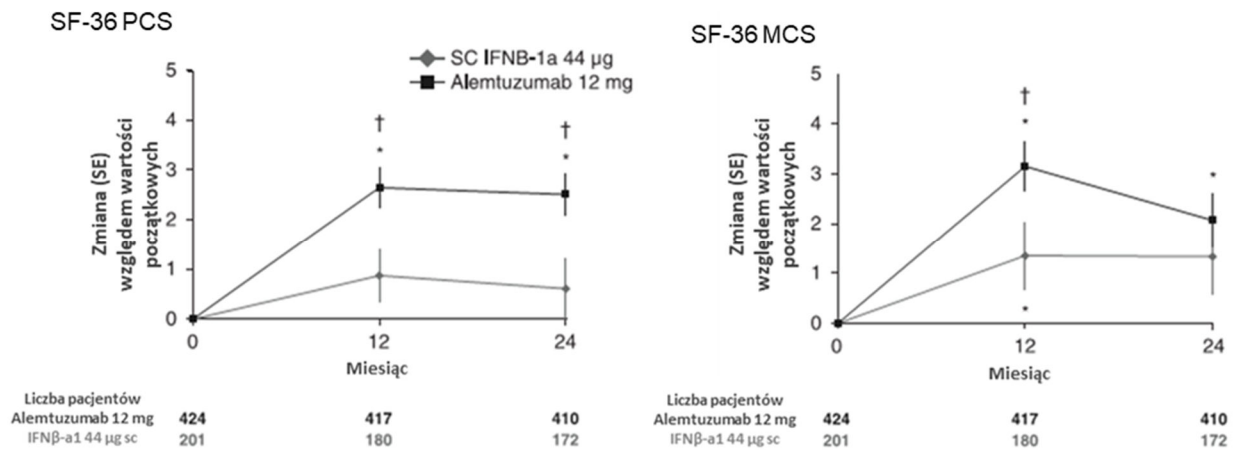 SF-36 PCS
SC IFNB-1a 44 µg
Alemtuzumab 12 mg
Zmiana (SE)
względem wartości
początkowych
5
4
3
2
1
0
†
*
†
*
0
12
24
Miesiąc
Liczba pacjentów
Alemtuzumab 12 mg 424 417 410
IFNβ-a1 44 µg sc 201 180 172
SF-36 MCS
Zmiana (SE)
względem wartości
początkowych
5
4
3
2
1
0
†
*
*
*
0
12
24
Miesiąc
Liczba pacjentów
Alemtuzumab 12 mg 424 417 410
IFNβ-a1 44 µg sc 201 180 172